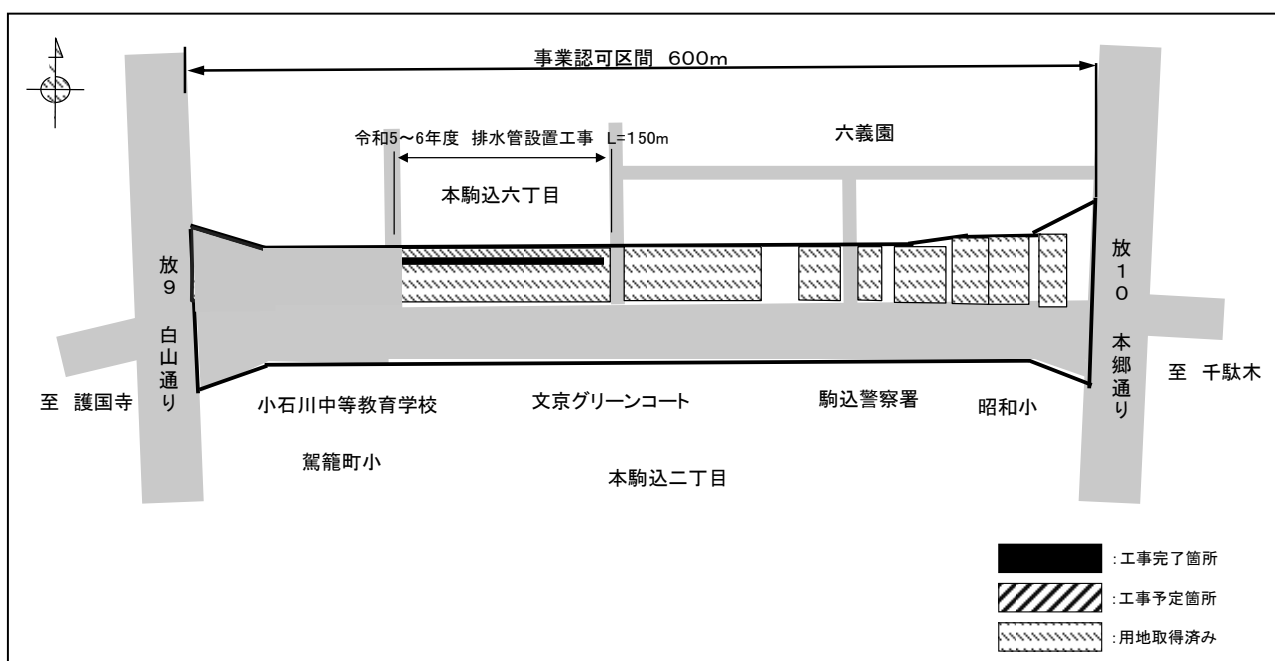 事業認可区間 600m
令和5～6年度 排水管設置工事 L=150m
六義園
本駒込六丁目
放9 白山通り
放10 本郷通り
至 護国寺
至 千駄木
小石川中等教育学校
文京グリーンコート
駒込警察署
昭和小
駕籠町小
本駒込二丁目
：工事完了箇所
：工事予定箇所
：用地取得済み